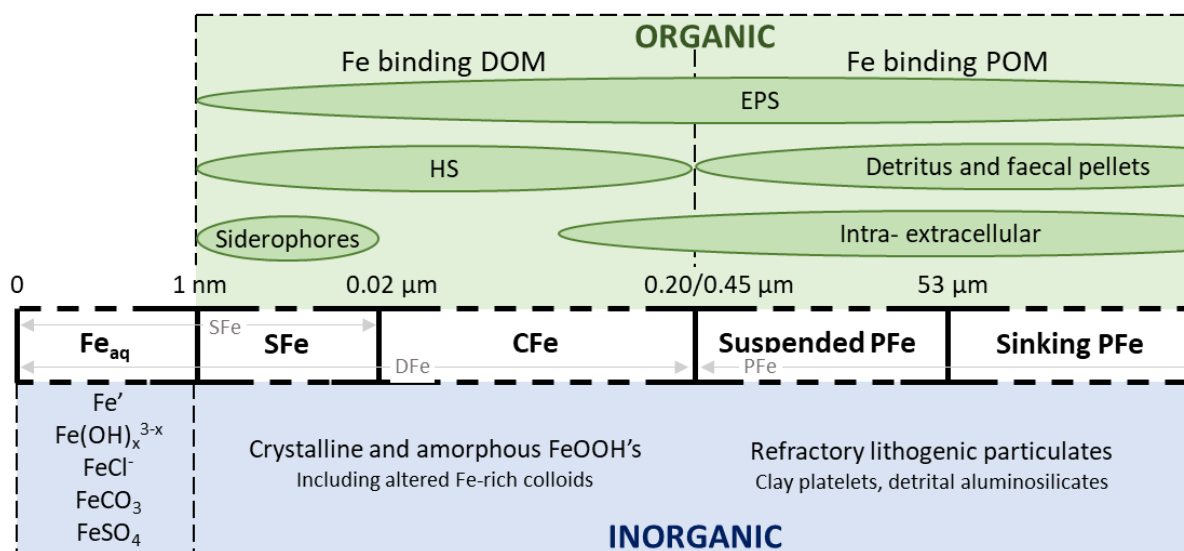 ORGANIC
Fe binding DOM
Fe binding POM
EPS
HS
Detritus and faecal pellets
Siderophores
Intra- extracellular
0
1 nm
0.02 µm
0.20/0.45 µm
53 µm
SFe
Fe_aq
SFe
CFe
Suspended PFe
Sinking PFe
DFe
PFe
Fe’
Fe(OH)ₓ³⁻ˣ
FeCl⁻
FeCO₃
FeSO₄
Crystalline and amorphous FeOOH’s
Including altered Fe-rich colloids
Refractory lithogenic particulates
Clay platelets, detrital aluminosilicates
INORGANIC